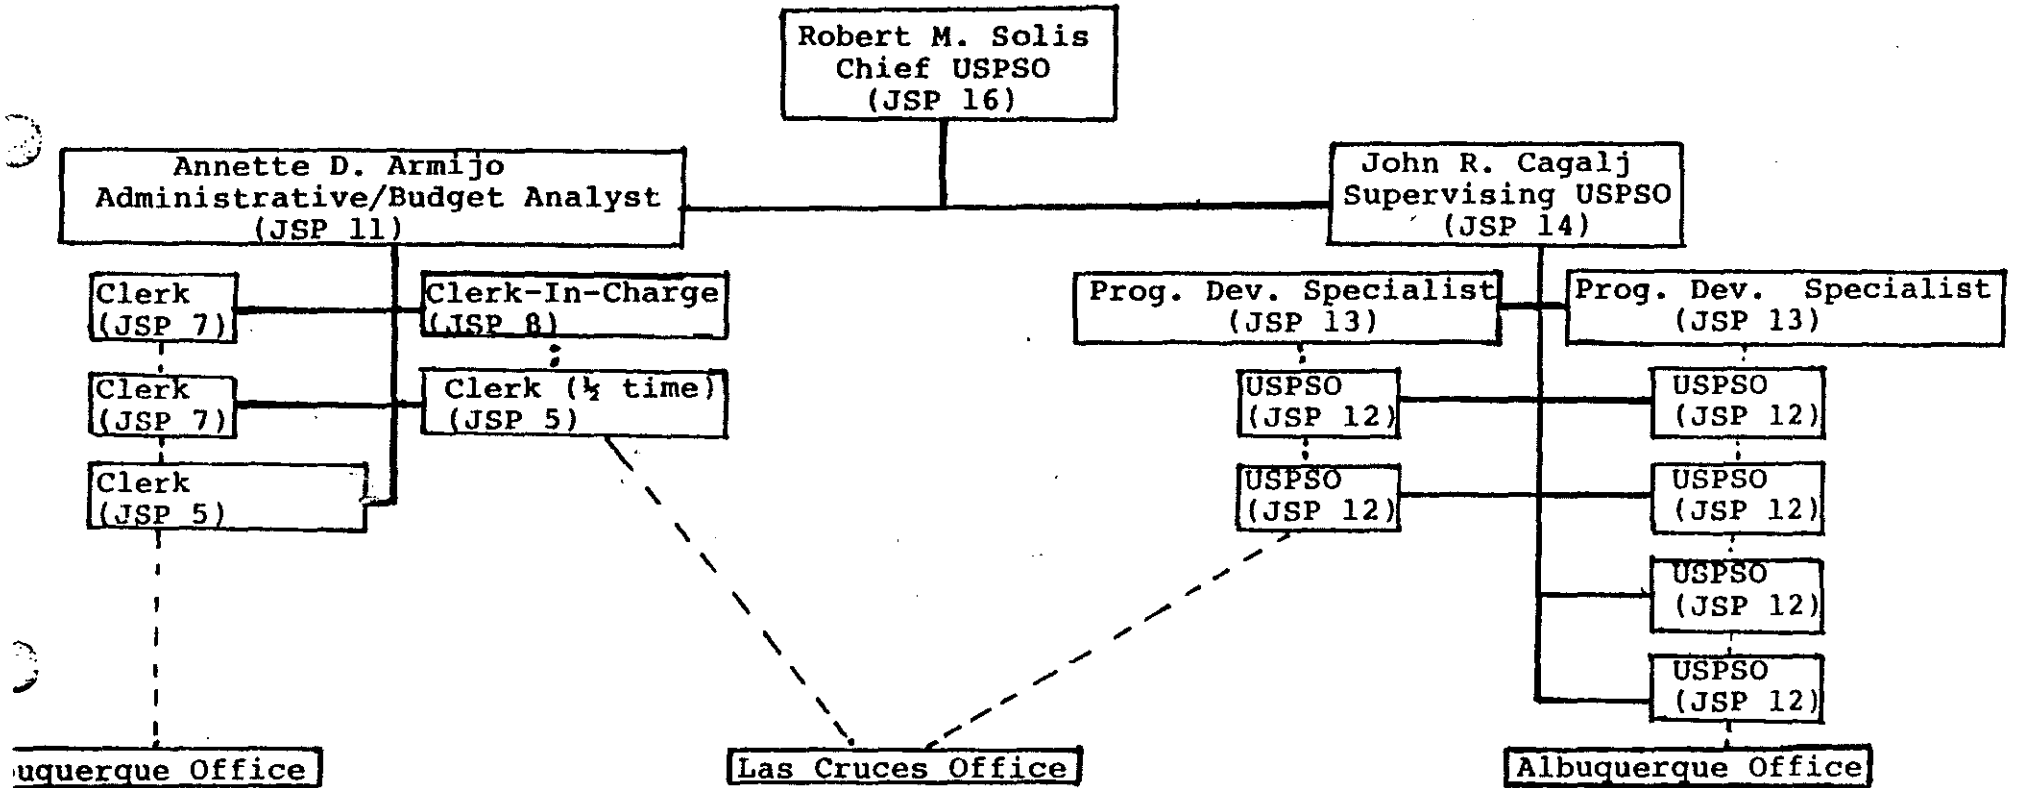 Robert M. Solis
Chief USPSO
(JSP 16)
Annette D. Armijo
Administrative/Budget Analyst
(JSP 11)
John R. Cagalj
Supervising USPSO
(JSP 14)
Clerk
(JSP 7)
Clerk-In-Charge
(JSP 8)
Clerk
(JSP 7)
Clerk (½ time)
(JSP 5)
Clerk
(JSP 5)
Prog. Dev. Specialist
(JSP 13)
Prog. Dev. Specialist
(JSP 13)
USPSO
(JSP 12)
USPSO
(JSP 12)
USPSO
(JSP 12)
USPSO
(JSP 12)
USPSO
(JSP 12)
USPSO
(JSP 12)
uquerque Office
Las Cruces Office
Albuquerque Office